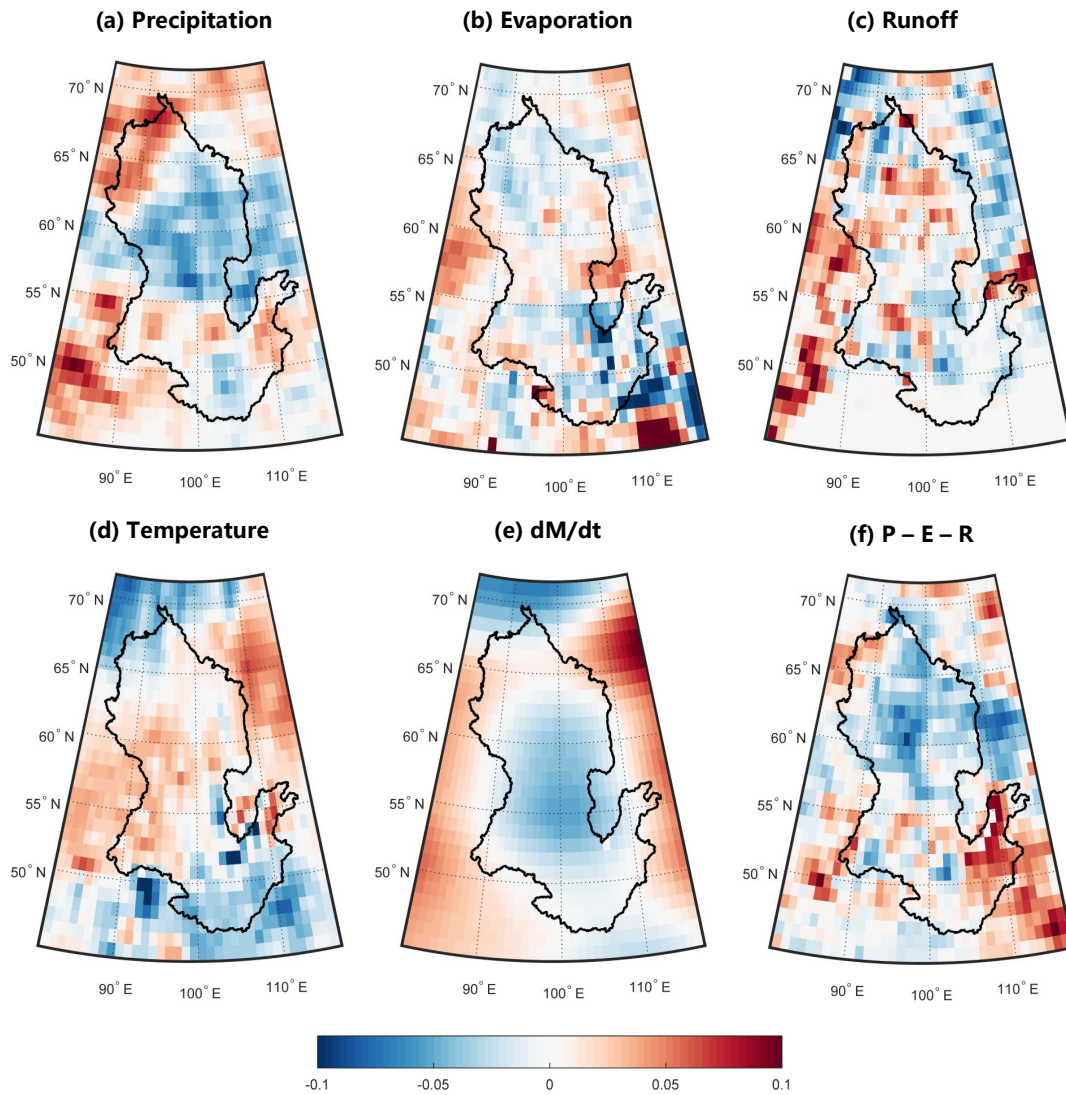 (a) Precipitation
(b) Evaporation
(c) Runoff
70° N
65° N
60° N
55° N
50° N
90° E
100° E
110° E
70° N
65° N
60° N
55° N
50° N
90° E
100° E
110° E
70° N
65° N
60° N
55° N
50° N
90° E
100° E
110° E
(d) Temperature
(e) dM/dt
(f) P – E – R
70° N
65° N
60° N
55° N
50° N
90° E
100° E
110° E
70° N
65° N
60° N
55° N
50° N
90° E
100° E
110° E
70° N
65° N
60° N
55° N
50° N
90° E
100° E
110° E
-0.1
-0.05
0
0.05
0.1